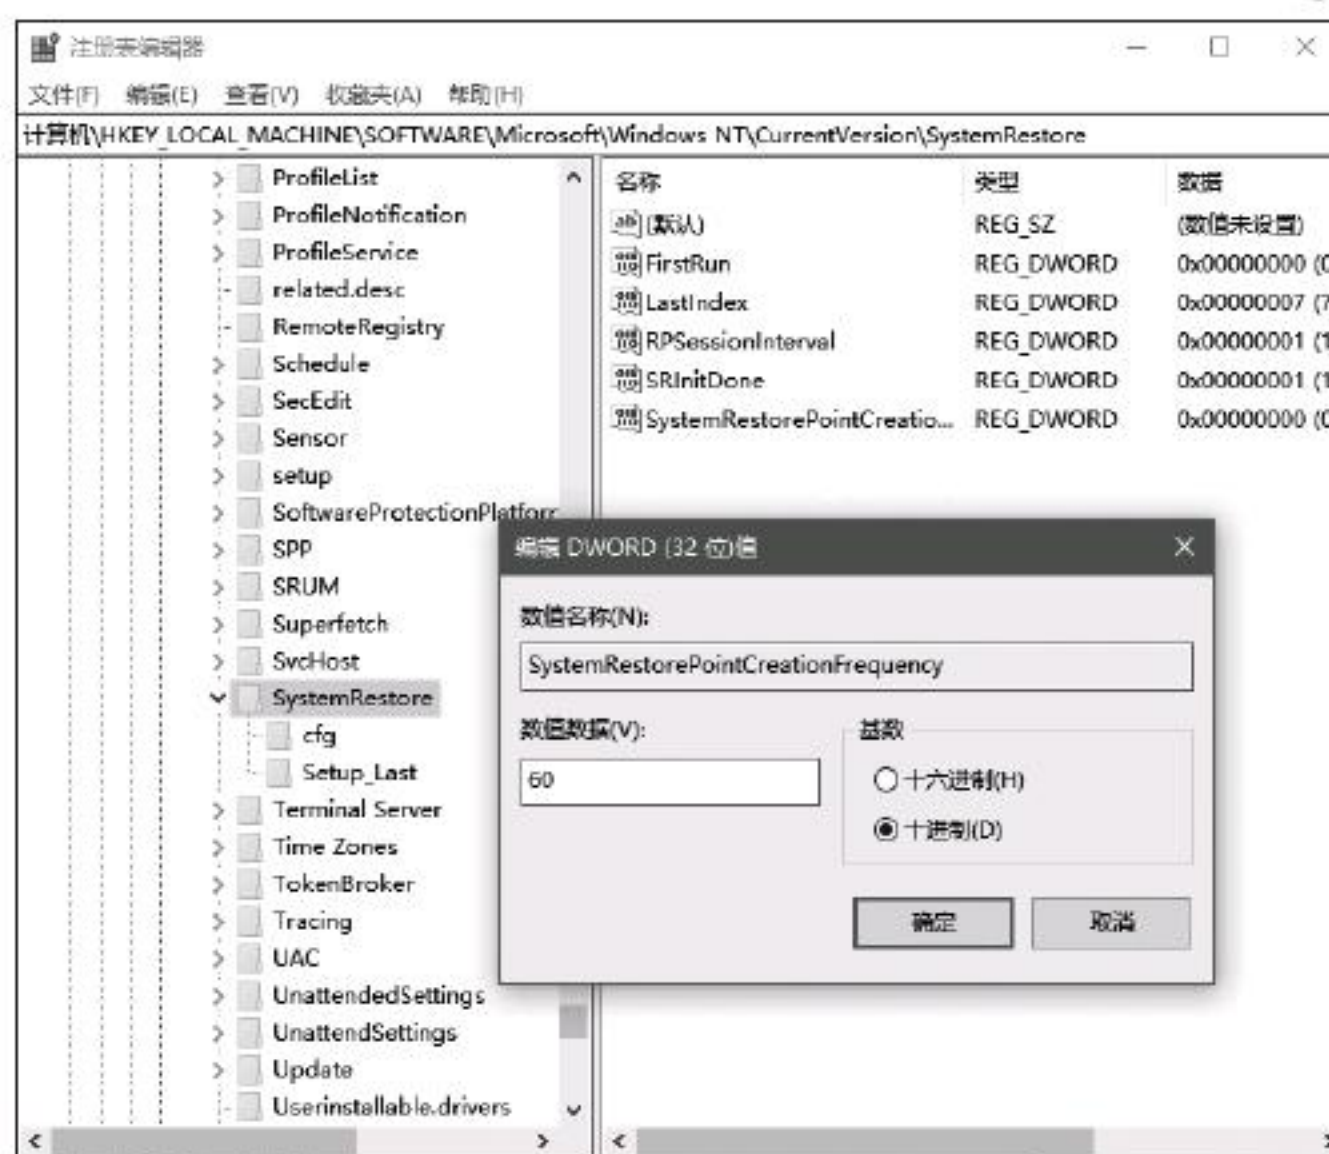 注册表编辑器
文件(F) 编辑(E) 查看(V) 收藏夹(A) 帮助(H)
计算机\HKEY_LOCAL_MACHINE\SOFTWARE\Microsoft\Windows NT\CurrentVersion\SystemRestore
ProfileList
ProfileNotification
ProfileService
related.desc
RemoteRegistry
Schedule
SecEdit
Sensor
setup
SoftwareProtectionPlatforr
SPP
SRUM
Superfetch
SvcHost
SystemRestore
cfg
Setup_Last
Terminal Server
Time Zones
TokenBroker
Tracing
UAC
UnattendedSettings
UnattendSettings
Update
Userinstallable.drivers
名称 类型 数据
(默认) REG_SZ (数值未设置)
FirstRun REG_DWORD 0x00000000 (0
LastIndex REG_DWORD 0x00000007 (7
RPSessionInterval REG_DWORD 0x00000001 (1
SRInitDone REG_DWORD 0x00000001 (1
SystemRestorePointCreatio... REG_DWORD 0x00000000 (0
编辑 DWORD (32 位)值
数值名称(N):
SystemRestorePointCreationFrequency
数值数据(V):
60
基数
十六进制(H)
十进制(D)
确定 取消